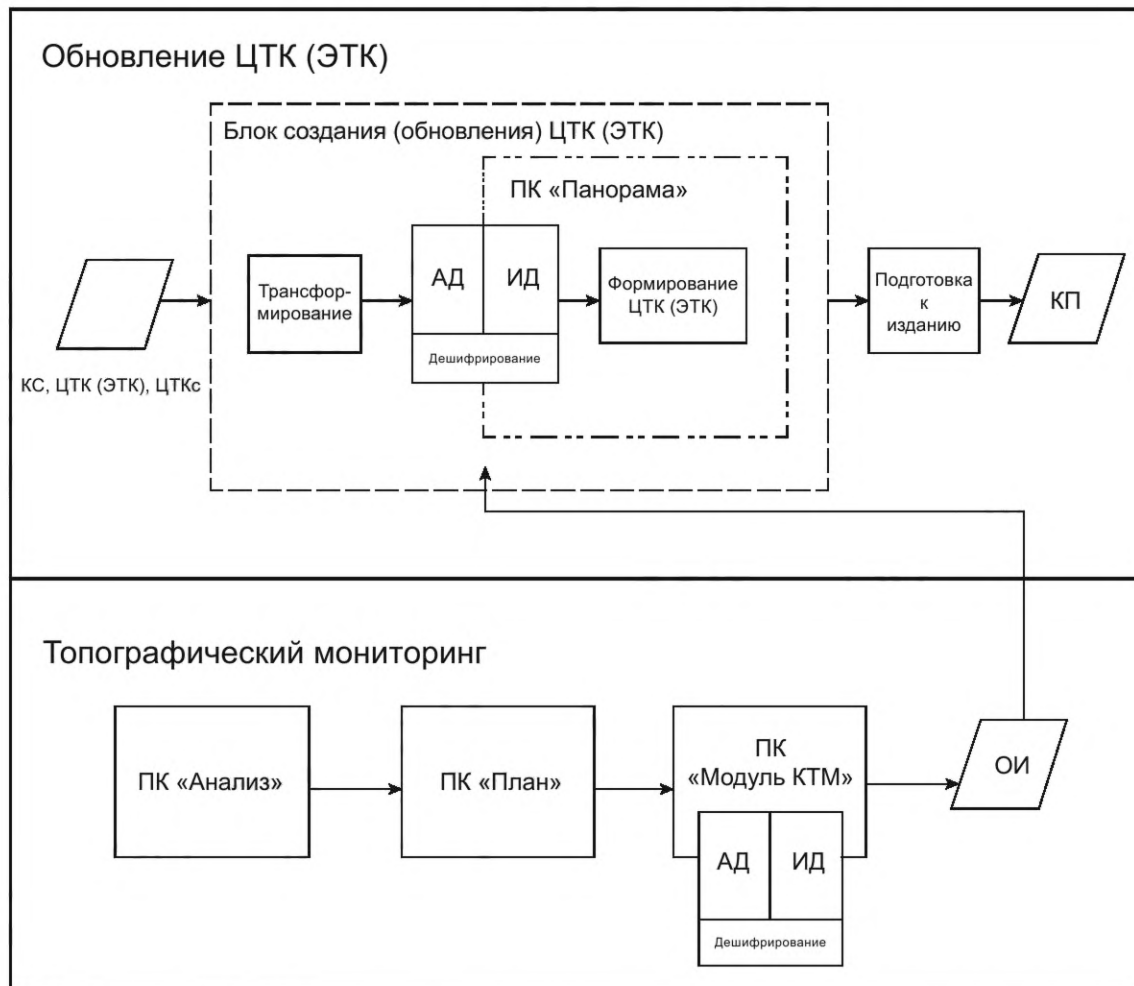 Обновление ЦТК (ЭТК)
Блок создания (обновления) ЦТК (ЭТК)
ПК «Панорама»
Трансфор-
мирование
АД
ИД
Дешифрирование
Формирование
ЦТК (ЭТК)
Подготовка
к
изданию
КП
КС, ЦТК (ЭТК), ЦТКс
Топографический мониторинг
ПК «Анализ»
ПК «План»
ПК
«Модуль КТМ»
АД
ИД
Дешифрирование
ОИ